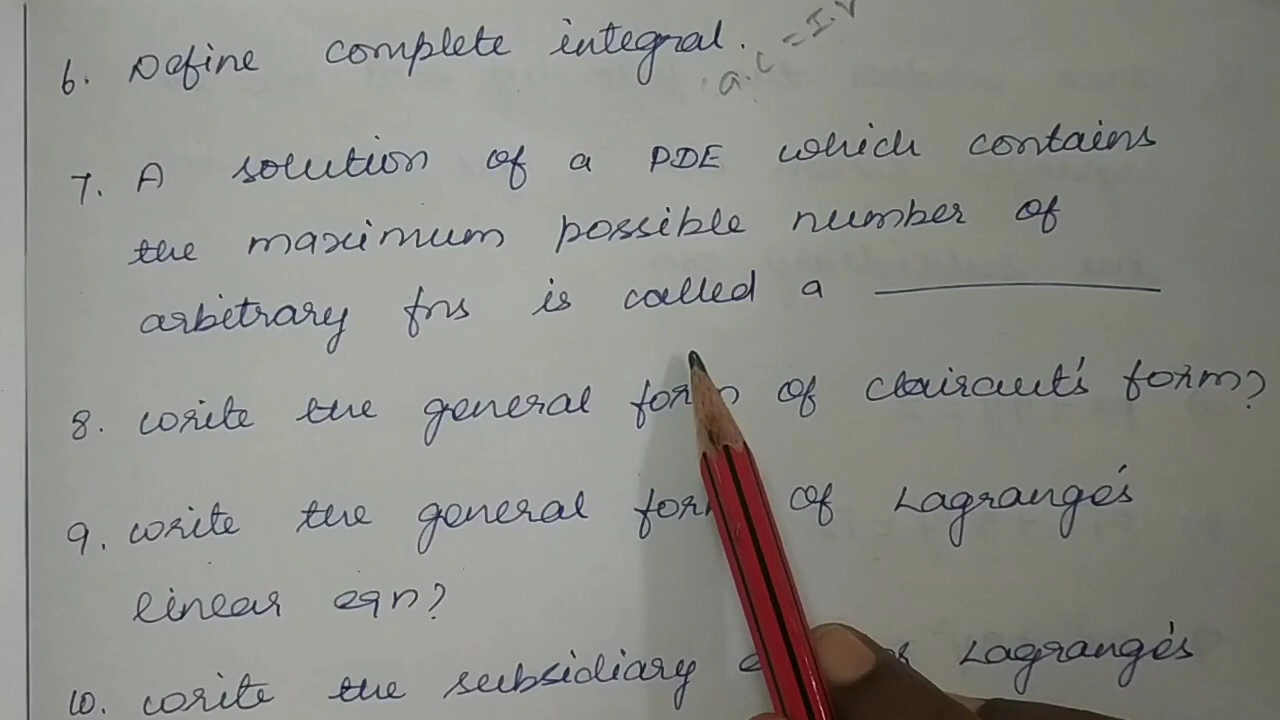 6. Define complete integral.
a.c = I.V
7. A solution of a PDE which contains
the maximum possible number of
arbitrary fns is called a
8. write the general form of clairaut's form?
9. write the general form of Lagrange's
linear eqn?
10. write the subsidiary Lagrange's